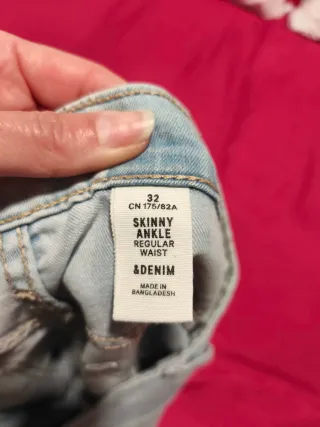 32
CN 175/82A
SKINNY
ANKLE
REGULAR
WAIST
&DENIM
MADE IN
BANGLADESH